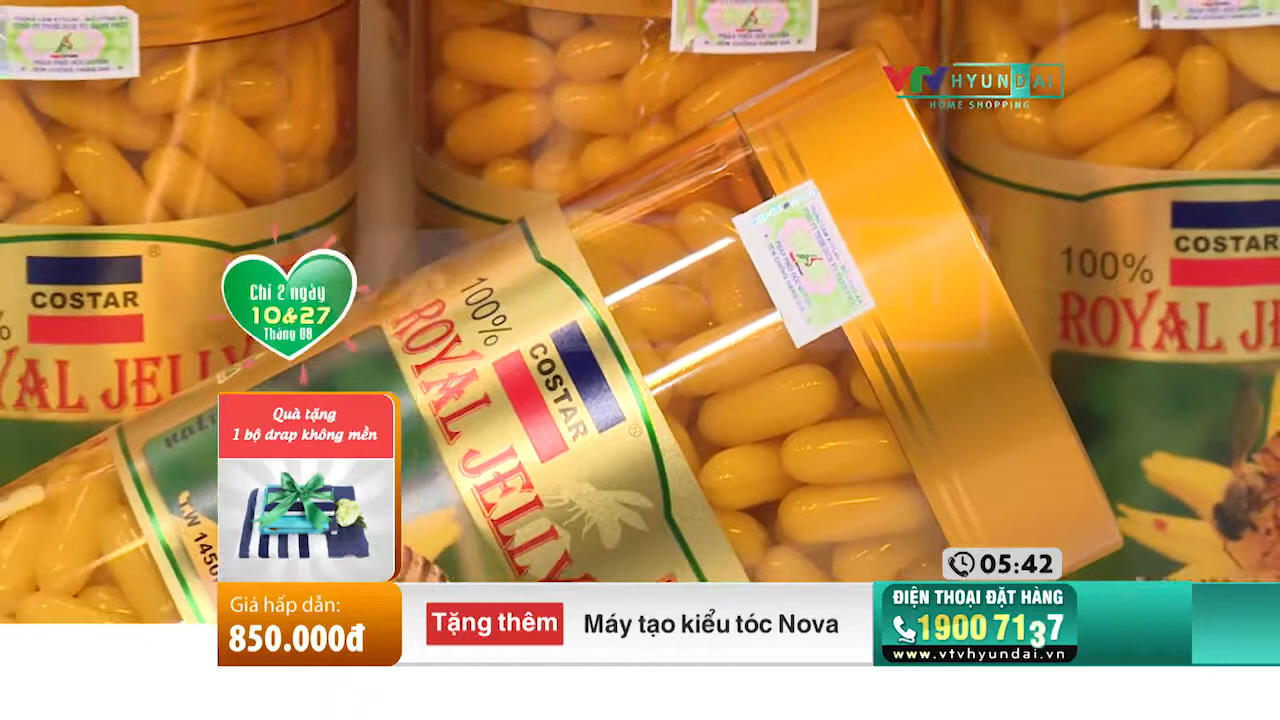 VTV HYUNDAI
HOME SHOPPING
COSTAR
ROYAL JELLY
100%
COSTAR
®
ROYAL JELLY
100%
COSTAR
ROYAL JE
Chỉ 2 ngày
10&27
Tháng 08
Quà tặng
1 bộ drap không mền
05:42
Giá hấp dẫn:
850.000đ
Tặng thêm
Máy tạo kiểu tóc Nova
ĐIỆN THOẠI ĐẶT HÀNG
1900 7137
www.vtvhyundai.vn